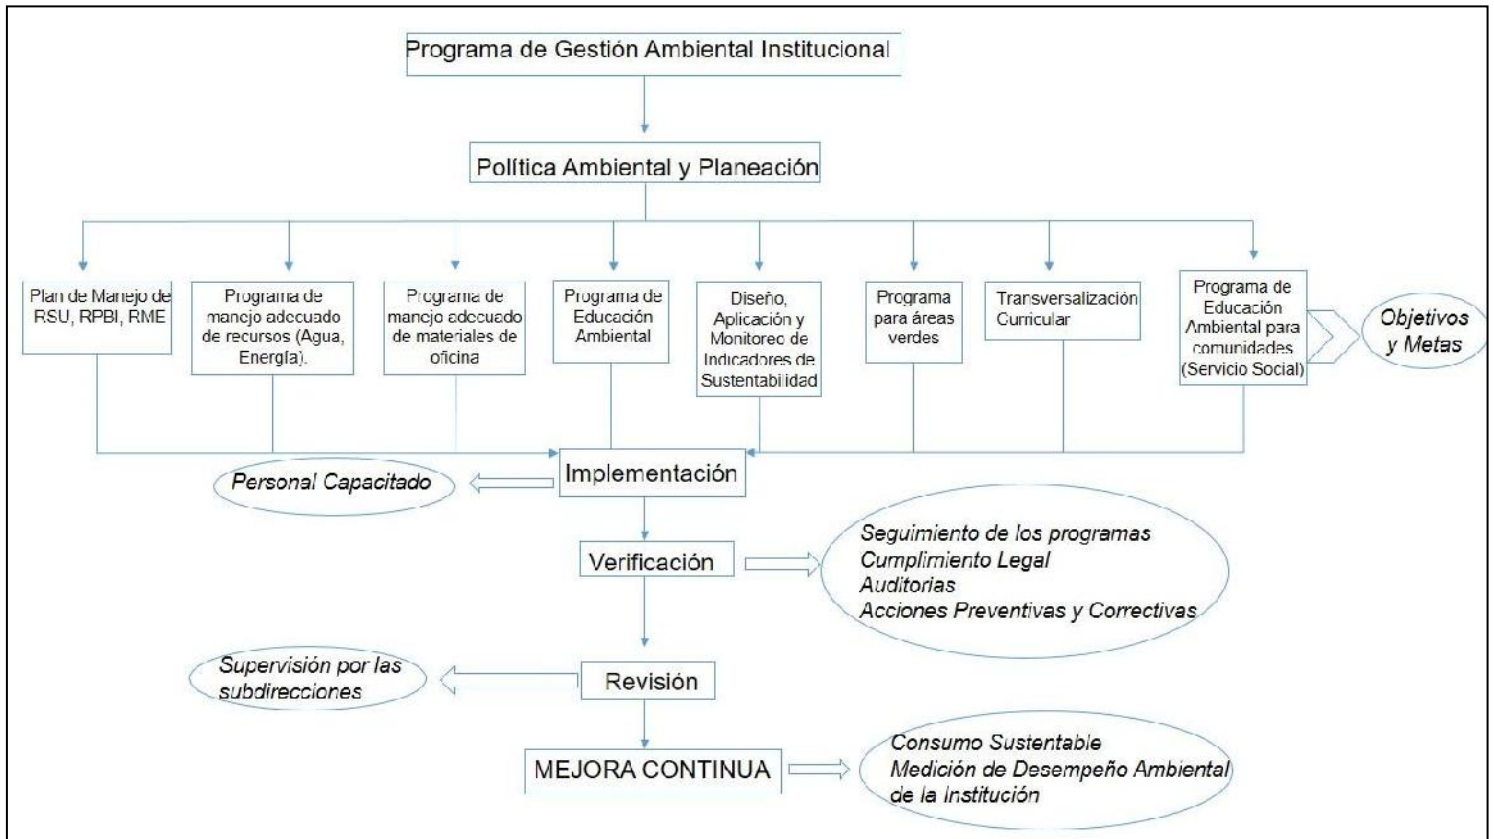 Programa de Gestión Ambiental Institucional
Política Ambiental y Planeación
Plan de Manejo de
RSU, RPBI, RME
Programa de
manejo adecuado
de recursos (Agua,
Energía).
Programa de
manejo adecuado
de materiales de
oficina
Programa de
Educación
Ambiental
Diseño,
Aplicación y
Monitoreo de
Indicadores de
Sustentabilidad
Programa
para áreas
verdes
Transversalización
Curricular
Programa de
Educación
Ambiental para
comunidades
(Servicio Social)
Objetivos
y Metas
Implementación
Personal Capacitado
Verificación
Seguimiento de los programas
Cumplimiento Legal
Auditorias
Acciones Preventivas y Correctivas
Supervisión por las
subdirecciones
Revisión
MEJORA CONTINUA
Consumo Sustentable
Medición de Desempeño Ambiental
de la Institución